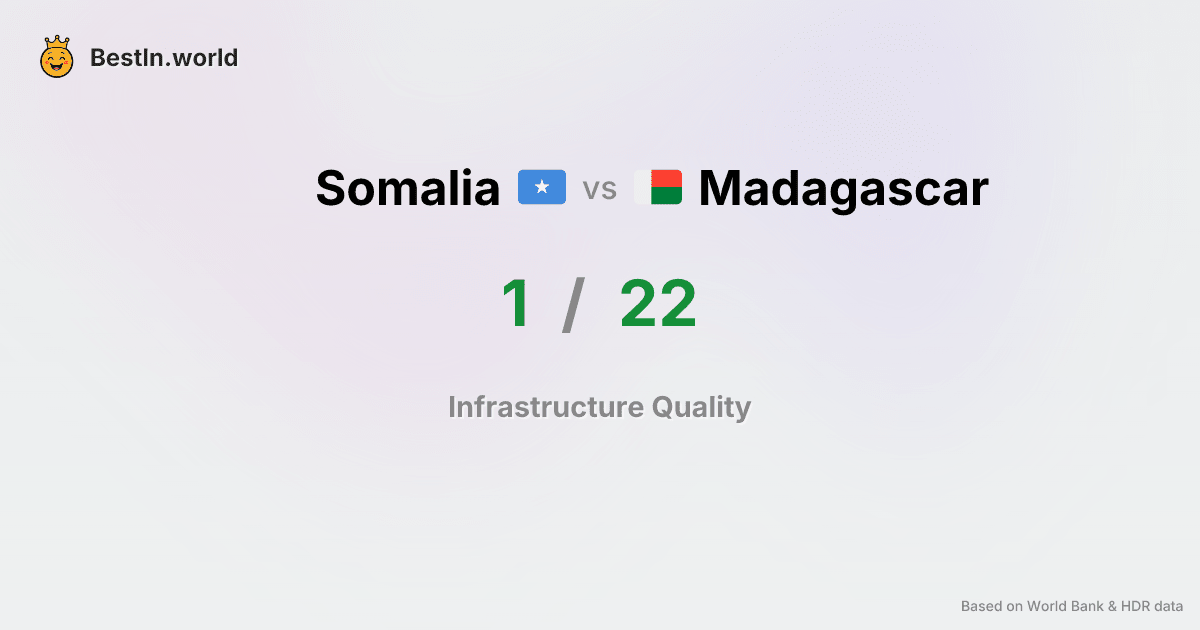 BestIn.world
Somalia vs Madagascar
1 / 22
Infrastructure Quality
Based on World Bank & HDR data